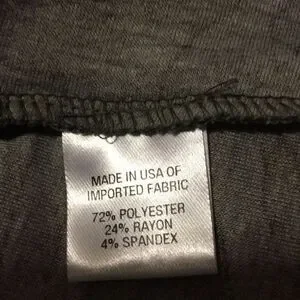 MADE IN USA OF
IMPORTED FABRIC
72% POLYESTER
24% RAYON
4% SPANDEX